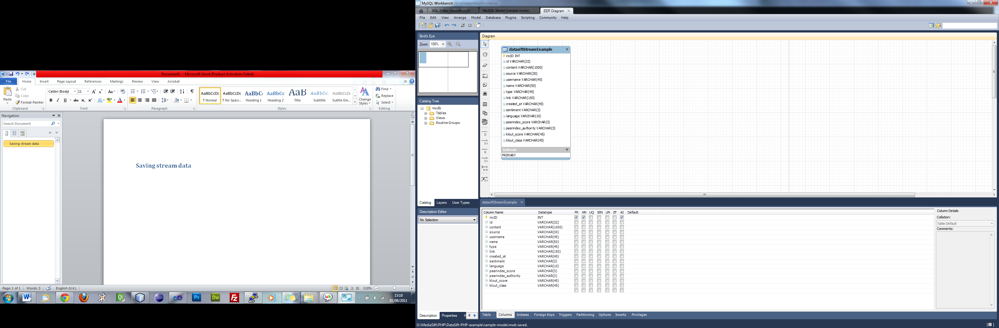 Document1 - Microsoft Word (Product Activation Failed)
File Home Insert Page Layout References Mailings Review View Acrobat
Paste
Cut
Copy
Format Painter
Clipboard
Calibri (Body) 11
Font
Paragraph
AaBbCcDc AaBbCcDc AaBbC AaBbCc AaB AaBbCc. AaBbCcDc
¶ Normal ¶ No Spaci... Heading 1 Heading 2 Title Subtitle Subtle Em...
Change Styles
Styles
Find
Replace
Select
Editing
Navigation
Search Document
Saving stream data
Saving stream data
Page: 1 of 1 Words: 3 English (U.K.) 110%
Qt Ps Dw Fz talk
15:10
01/08/2011
MySQL Workbench
SQL Editor (datasift-nick) MySQL Model (sample-model.. EER Diagram
File Edit View Arrange Model Database Plugins Scripting Community Help
Bird's Eye
Zoom: 100%
Catalog Tree
mydb
Tables
Views
Routine Groups
Catalog Layers User Types
Description Editor
No Selection
Description Properties H
Diagram
1:
1:
1:
1:
n:n
1:
datasiftStreamExample
incID INT
id VARCHAR(32)
content VARCHAR(1000)
source VARCHAR(30)
username VARCHAR(45)
name VARCHAR(50)
type VARCHAR(45)
link VARCHAR(150)
created_at VARCHAR(45)
sentiment VARCHAR(3)
language VARCHAR(10)
peerindex_score VARCHAR(3)
peerindex_authority VARCHAR(3)
klout_score VARCHAR(45)
klout_class VARCHAR(45)
Indexes
PRIMARY
datasiftStreamExample
Column Name Datatype PK NN UQ BIN UN ZF AI Default
incID INT
id VARCHAR(32)
content VARCHAR(1000)
source VARCHAR(30)
username VARCHAR(45)
name VARCHAR(50)
type VARCHAR(45)
link VARCHAR(150)
created_at VARCHAR(45)
sentiment VARCHAR(3)
language VARCHAR(10)
peerindex_score VARCHAR(3)
peerindex_authority VARCHAR(3)
klout_score VARCHAR(45)
klout_class VARCHAR(45)
Column Details
Collation:
Table Default
Comments:
Table Columns Indexes Foreign Keys Triggers Partitioning Options Inserts Privileges
G:\MediaSift\PHP\DataSift-PHP-example\sample-model.mwb saved.